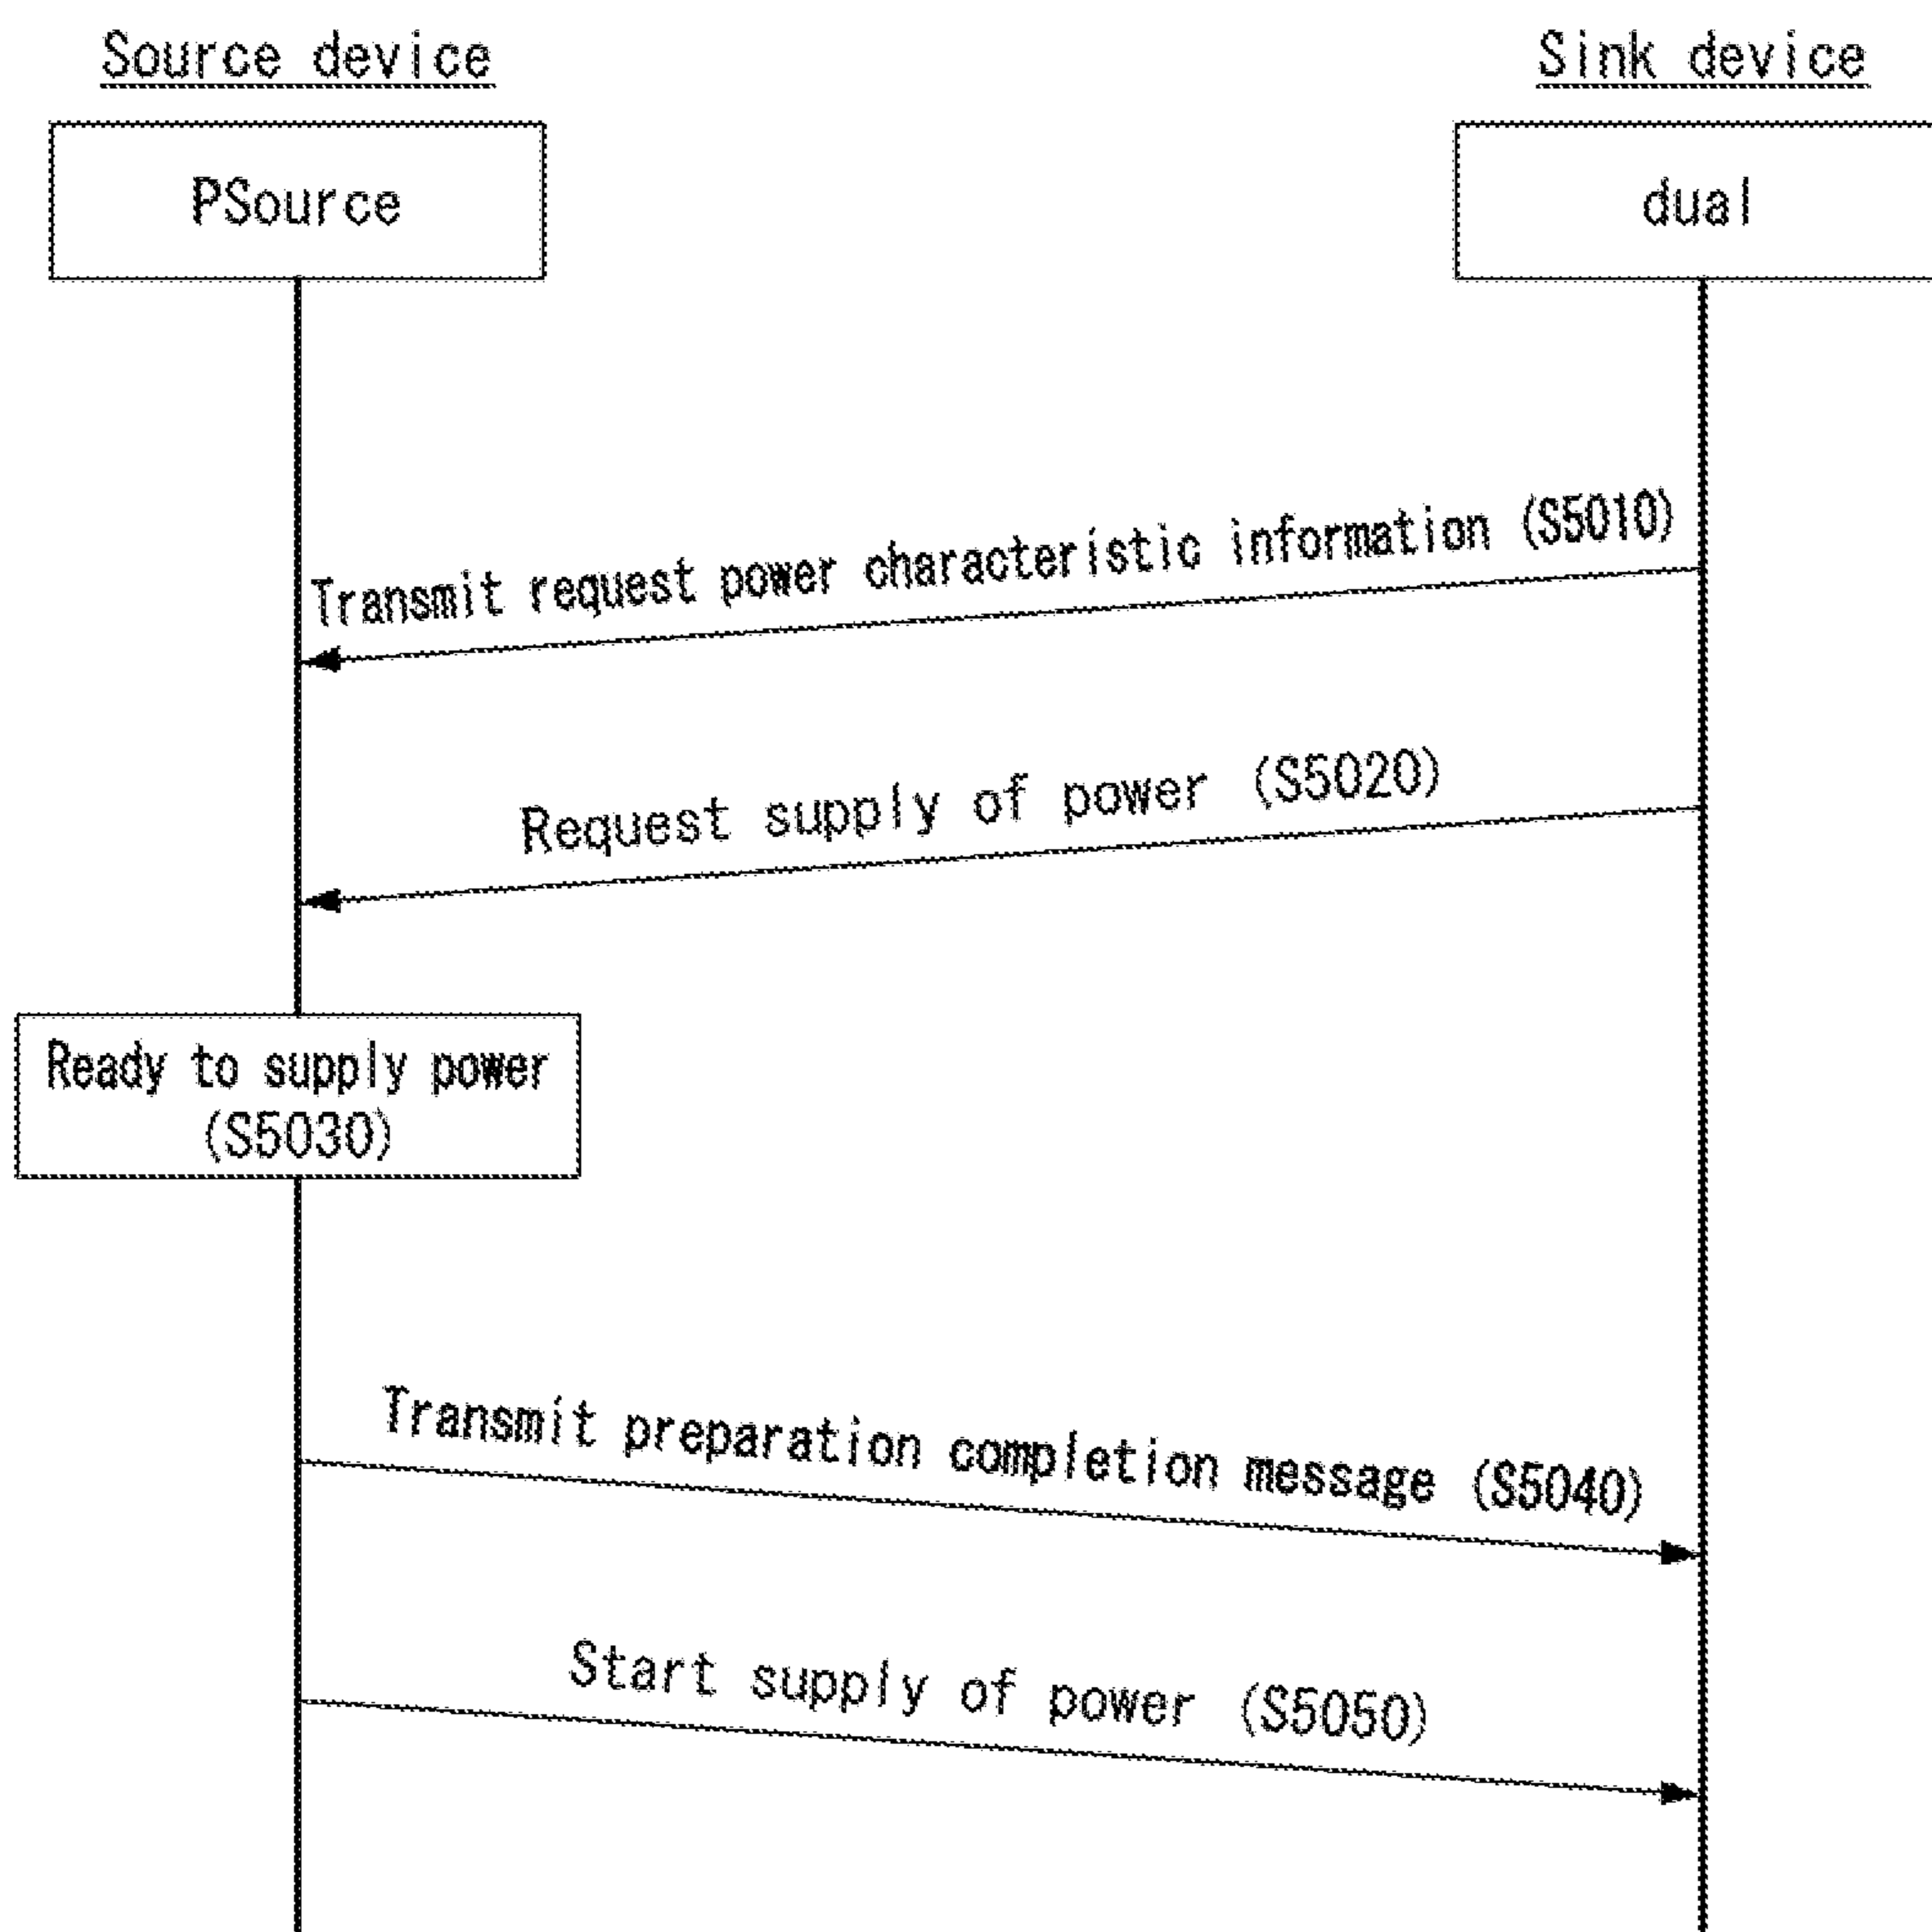 Source device
Sink device
PSource
dual
Transmit request power characteristic information (S5010)
Request supply of power (S5020)
Ready to supply power
(S5030)
Transmit preparation completion message (S5040)
Start supply of power (S5050)